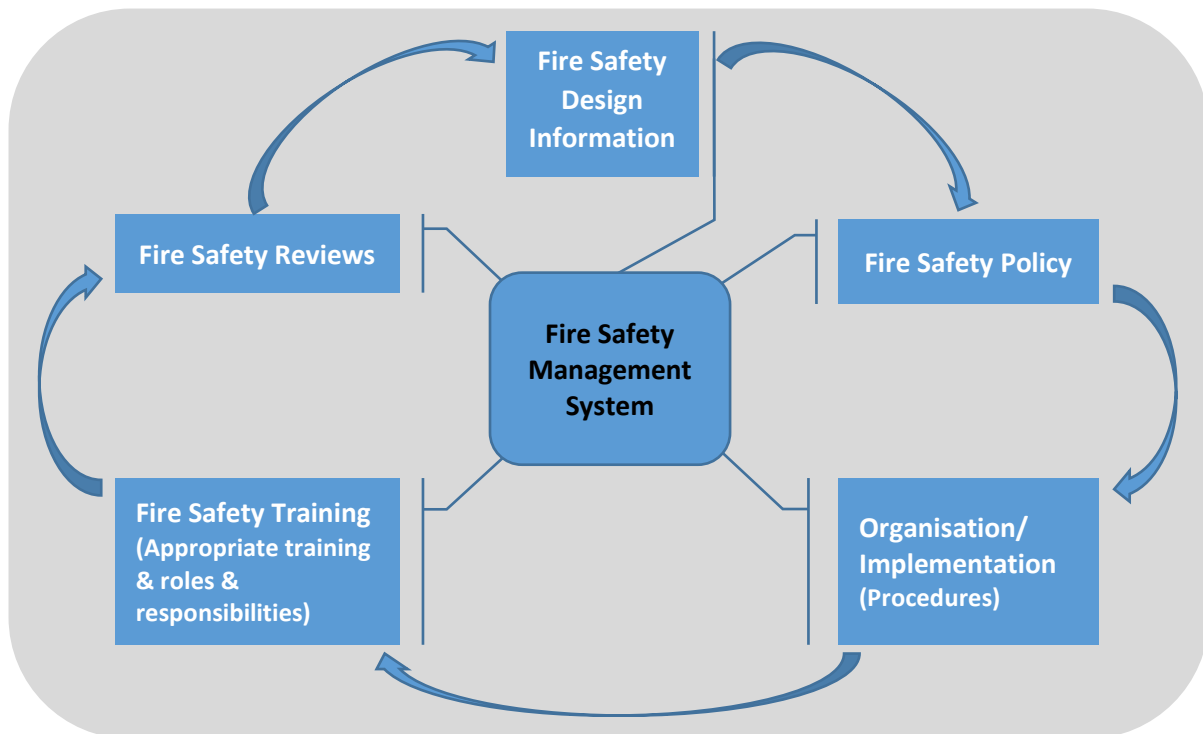 Fire Safety
Design
Information
Fire Safety Reviews
Fire Safety Policy
Fire Safety
Management
System
Fire Safety Training
(Appropriate training
& roles &
responsibilities)
Organisation/
Implementation
(Procedures)